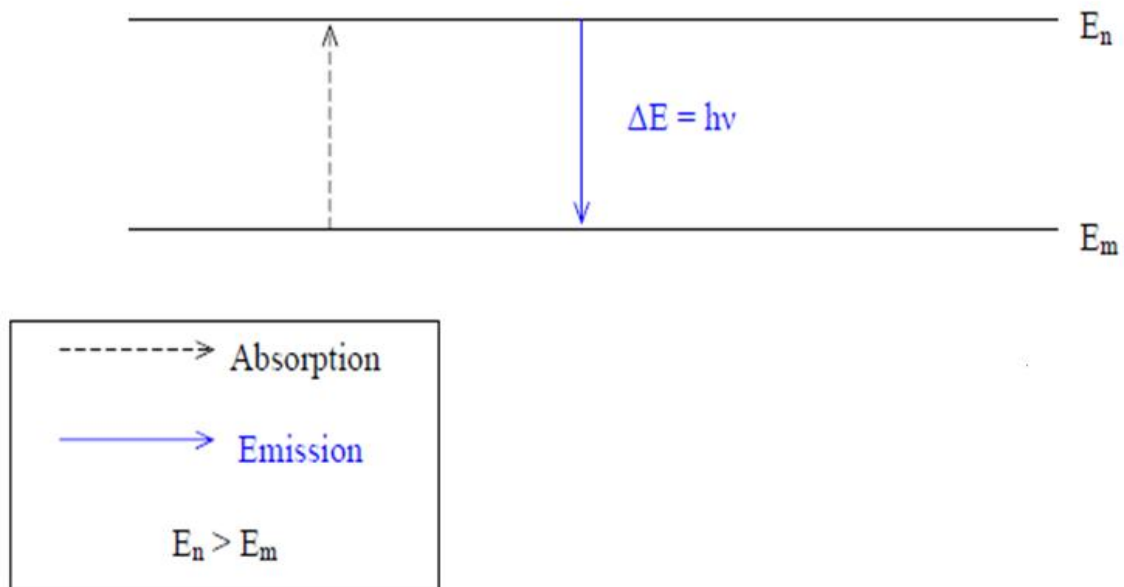 Eₙ
ΔE = hν
Eₘ
Absorption
Emission
Eₙ > Eₘ